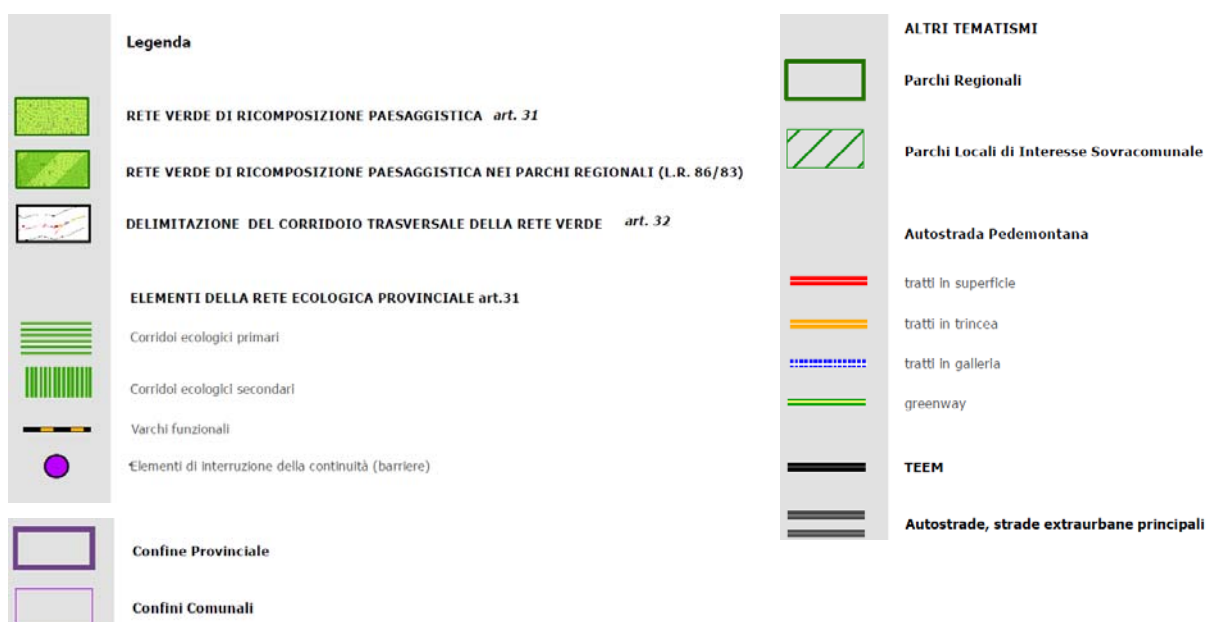 Legenda
RETE VERDE DI RICOMPOSIZIONE PAESAGGISTICA art. 31
RETE VERDE DI RICOMPOSIZIONE PAESAGGISTICA NEI PARCHI REGIONALI (L.R. 86/83)
DELIMITAZIONE DEL CORRIDOIO TRASVERSALE DELLA RETE VERDE art. 32
ELEMENTI DELLA RETE ECOLOGICA PROVINCIALE art.31
Corridoi ecologici primari
Corridoi ecologici secondari
Varchi funzionali
Elementi di interruzione della continuità (barriere)
Confine Provinciale
Confini Comunali
ALTRI TEMATISMI
Parchi Regionali
Parchi Locali di Interesse Sovracomunale
Autostrada Pedemontana
tratti in superficie
tratti in trincea
tratti in galleria
greenway
TEEM
Autostrade, strade extraurbane principali